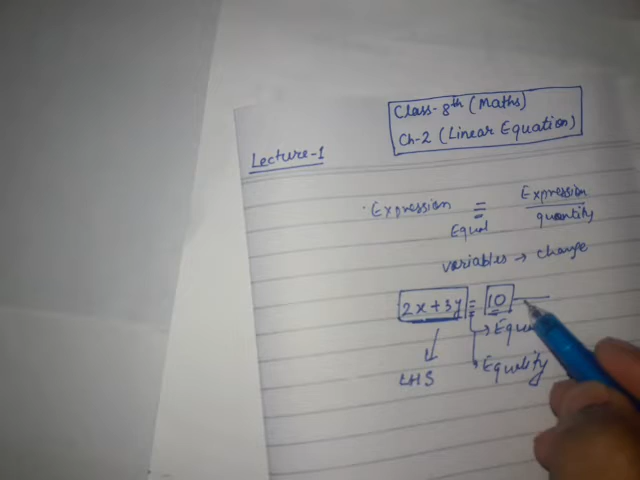 Class-8th (Maths)
Ch-2 (Linear Equation)
Lecture-1
Expression = Expression
Equal quantity
variables → change
2x+3y = 10
LHS
Equality